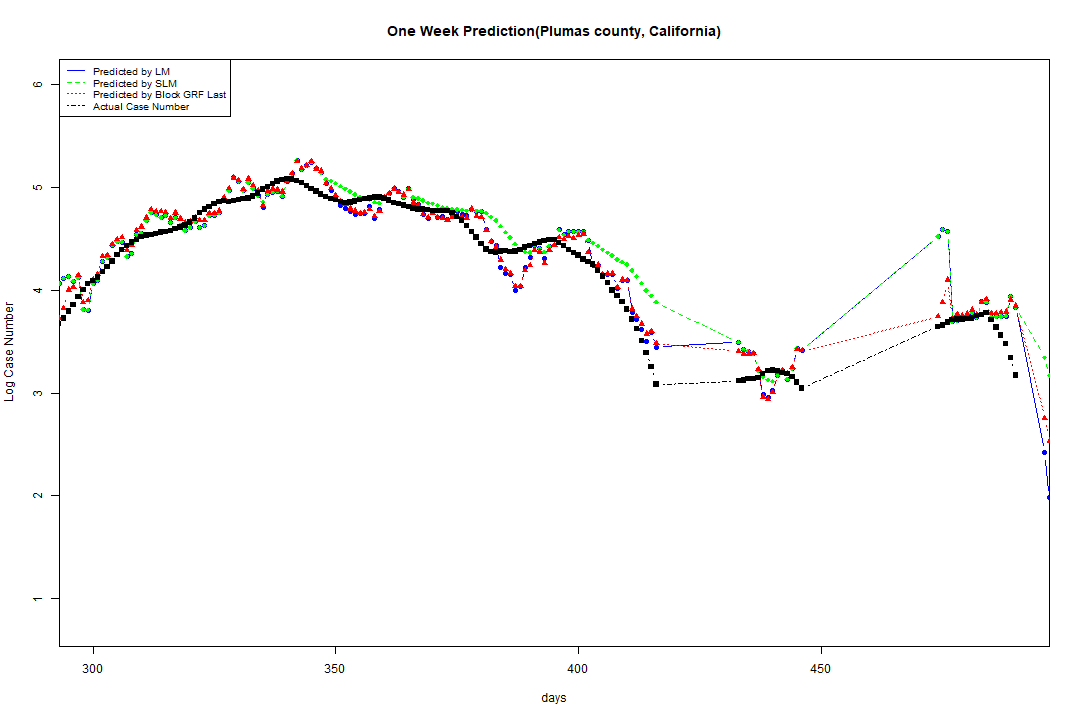 One Week Prediction(Plumas county, California)
Predicted by LM
Predicted by SLM
Predicted by Block GRF Last
Actual Case Number
Log Case Number
6
5
4
3
2
1
300 350 400 450
days